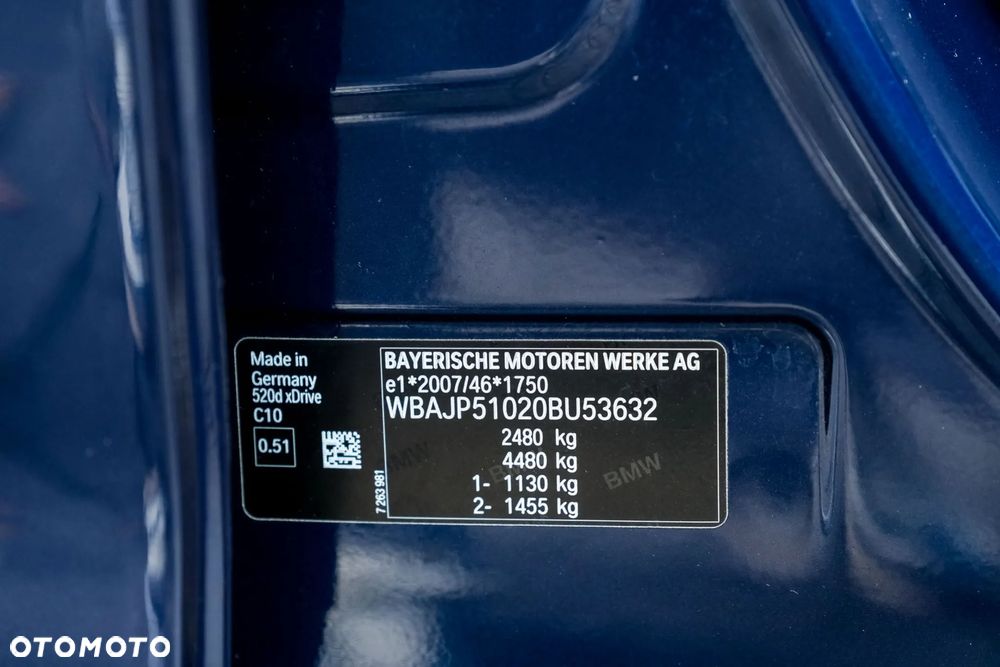 Made in
Germany
520d xDrive
C10
0.51
7 263 981
BAYERISCHE MOTOREN WERKE AG
e1*2007/46*1750
WBAJP51020BU53632
2480 kg
4480 kg
1- 1130 kg
2- 1455 kg
BMW
BMW
OTOMOTO